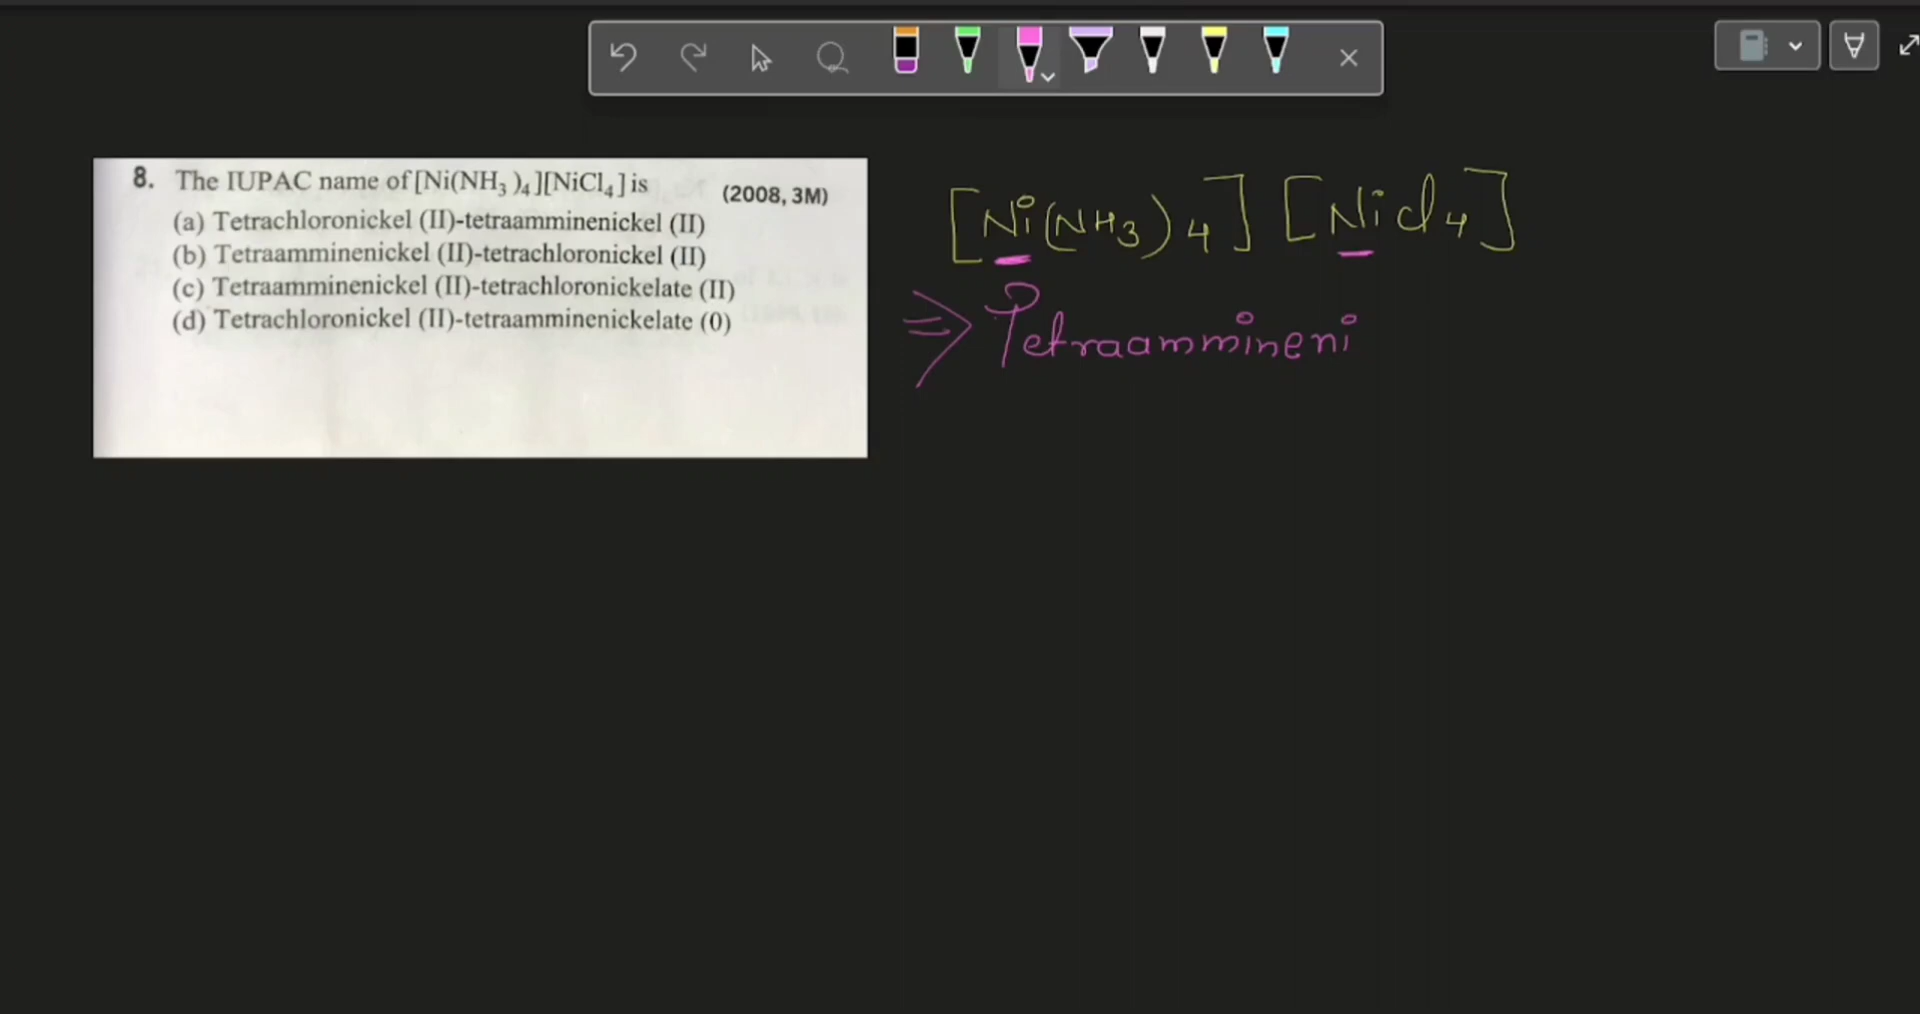 8. The IUPAC name of [Ni(NH₃)₄][NiCl₄] is (2008, 3M)
(a) Tetrachloronickel (II)-tetraamminenickel (II)
(b) Tetraamminenickel (II)-tetrachloronickel (II)
(c) Tetraamminenickel (II)-tetrachloronickelate (II)
(d) Tetrachloronickel (II)-tetraamminenickelate (0)
[Ni(NH3)4] [Nicl4]
⇒ Tetraammineni